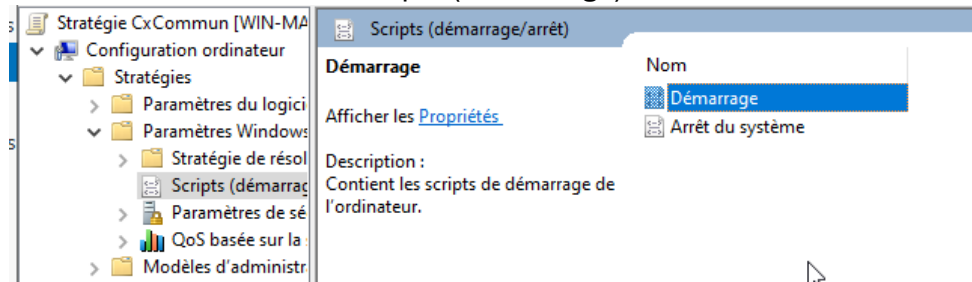 Stratégie CxCommun [WIN-MA
Configuration ordinateur
Stratégies
Paramètres du logici
Paramètres Windows
Stratégie de résol
Scripts (démarrag
Paramètres de sé
QoS basée sur la
Modèles d'administr
Scripts (démarrage/arrêt)
Démarrage
Afficher les Propriétés
Description :
Contient les scripts de démarrage de
l'ordinateur.
Nom
Démarrage
Arrêt du système